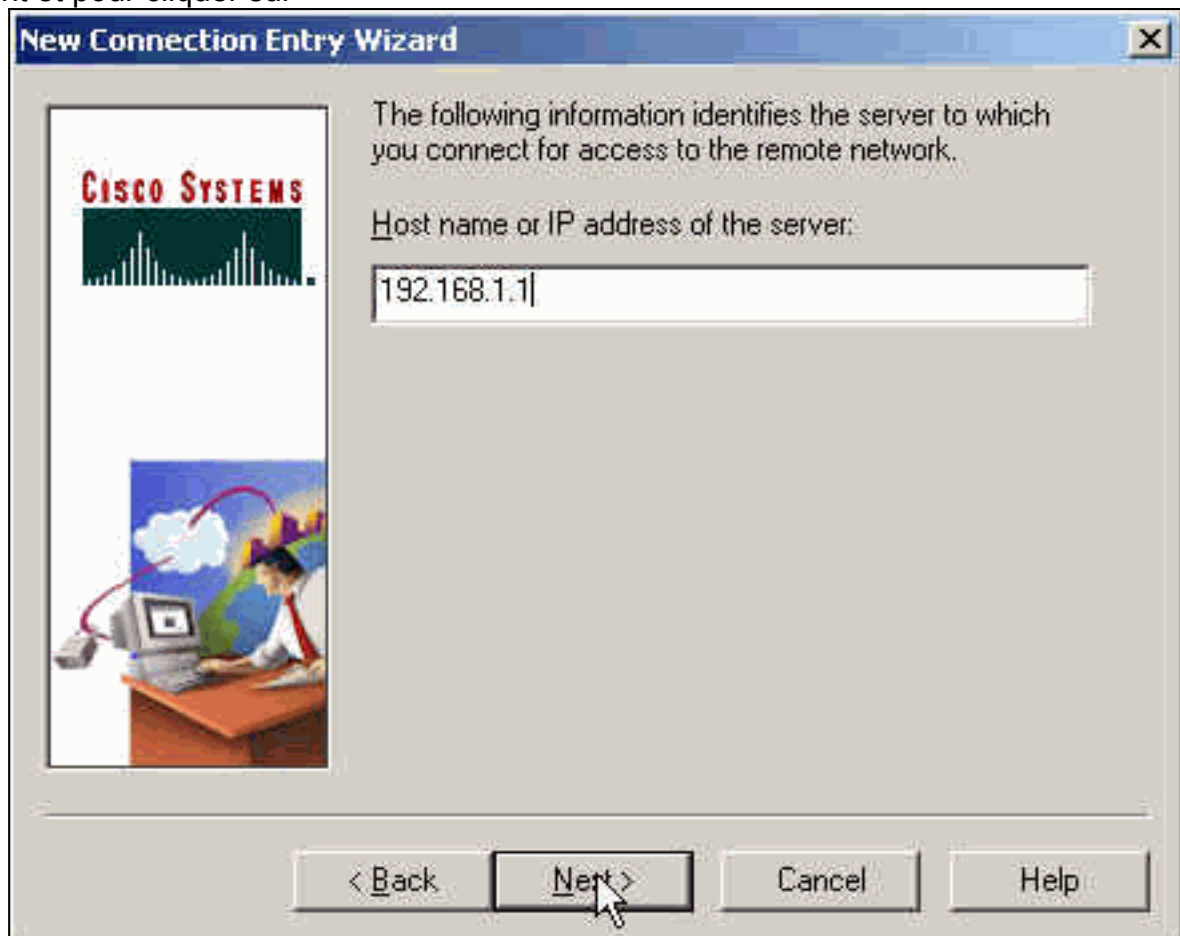 New Connection Entry Wizard
CISCO SYSTEMS
The following information identifies the server to which
you connect for access to the remote network.
Host name or IP address of the server:
192.168.1.1
< Back Next > Cancel Help